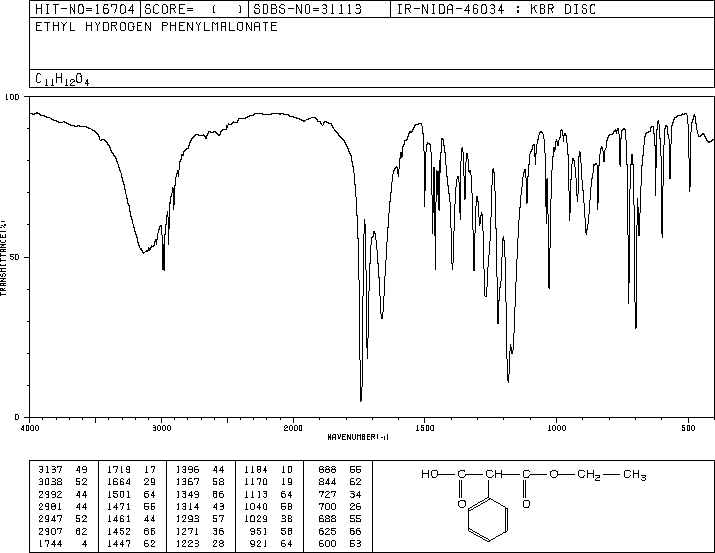 HIT-NO=16704 SCORE= ( ) SDBS-NO=31113 IR-NIDA-46034 : KBR DISC
ETHYL HYDROGEN PHENYLMALONATE
C11H12O4
100
TRANSMITTANCE(%)
50
0
4000 3000 2000 1500 1000 500
WAVENUMBER(-1)
3137 49 1719 17 1396 44 1184 10 888 55
3038 52 1664 29 1367 58 1170 19 844 62
2992 44 1501 64 1349 66 1113 64 727 34
2981 44 1471 55 1314 43 1040 58 700 26
2947 52 1461 44 1293 57 1029 38 688 55
2907 62 1452 66 1271 36 951 58 625 66
1744 4 1447 62 1223 28 921 64 600 53
HO C CH C O CH2 CH3
O O